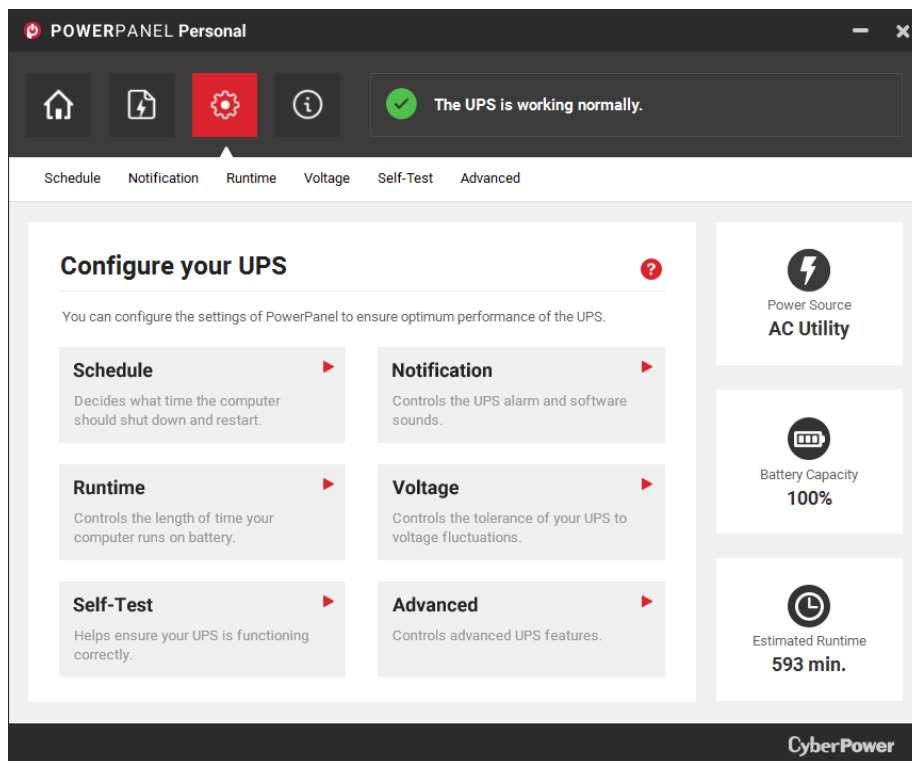 POWERPANEL Personal
The UPS is working normally.
Schedule Notification Runtime Voltage Self-Test Advanced
Configure your UPS
?
You can configure the settings of PowerPanel to ensure optimum performance of the UPS.
Schedule
Decides what time the computer
should shut down and restart.
Notification
Controls the UPS alarm and software
sounds.
Runtime
Controls the length of time your
computer runs on battery.
Voltage
Controls the tolerance of your UPS to
voltage fluctuations.
Self-Test
Helps ensure your UPS is functioning
correctly.
Advanced
Controls advanced UPS features.
Power Source
AC Utility
Battery Capacity
100%
Estimated Runtime
593 min.
CyberPower